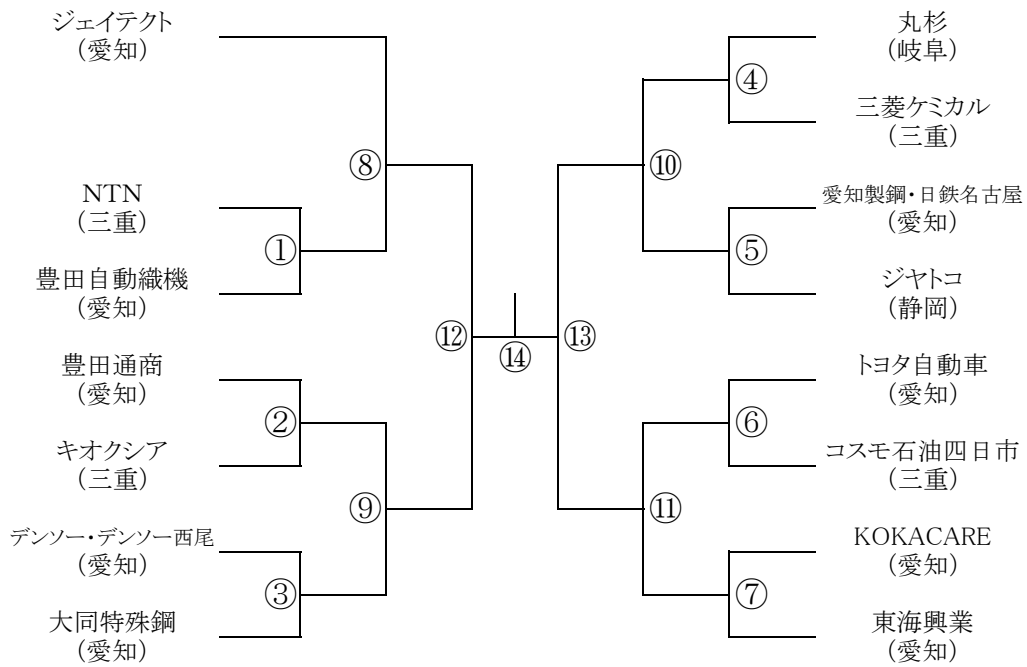 ジェイテクト
(愛知)
⑧
NTN
(三重)
①
豊田自動織機
(愛知)
⑫
豊田通商
(愛知)
②
キオクシア
(三重)
⑨
デンソー・デンソー西尾
(愛知)
③
大同特殊鋼
(愛知)
⑭
丸杉
(岐阜)
④
三菱ケミカル
(三重)
⑩
愛知製鋼・日鉄名古屋
(愛知)
⑤
ジヤトコ
(静岡)
⑬
トヨタ自動車
(愛知)
⑥
コスモ石油四日市
(三重)
⑪
KOKACARE
(愛知)
⑦
東海興業
(愛知)